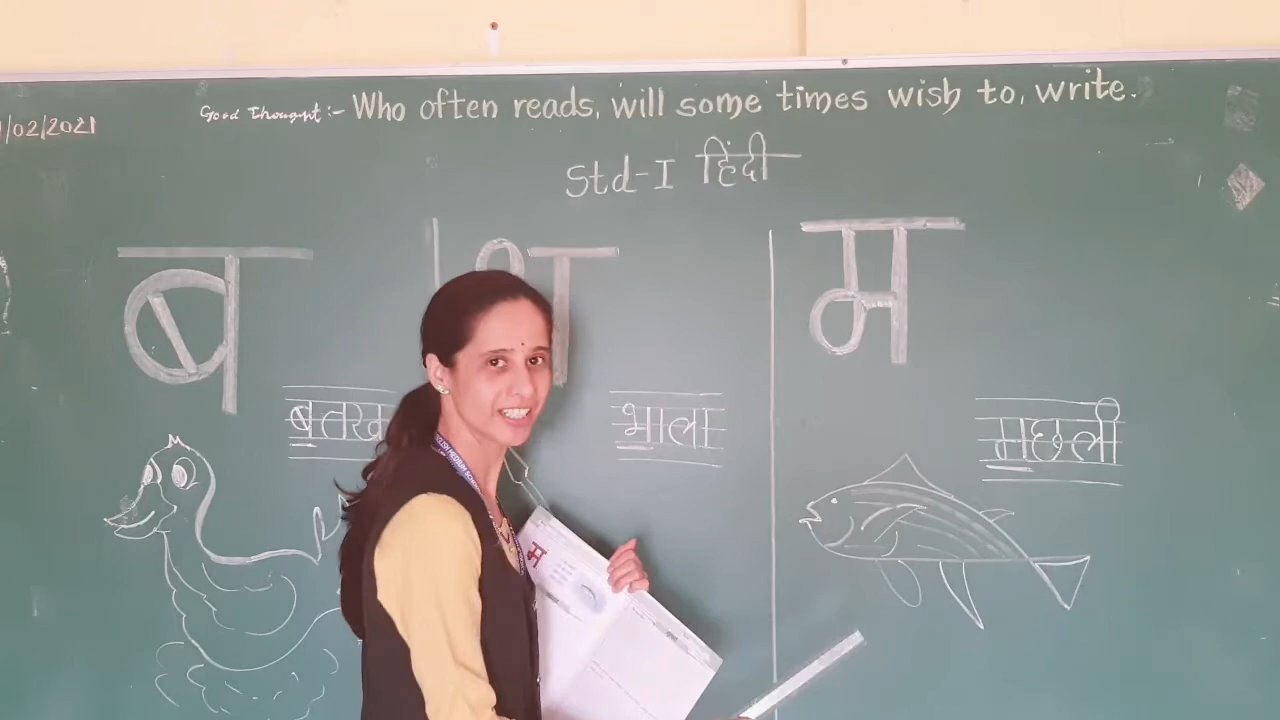 Good Thought:- Who often reads, will some times wish to, write.
/02/2021
Std-I हिंदी
ब
म
बतख
भाला
मछली
म